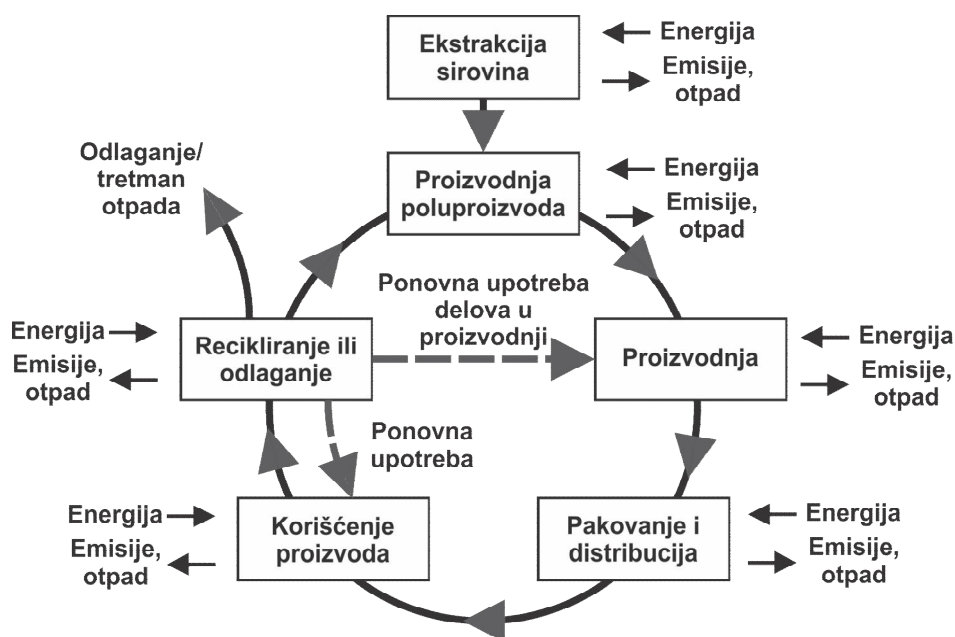 Ekstrakcija
sirovina
Energija
Emisije,
otpad
Odlaganje/
tretman
otpada
Proizvodnja
poluproizvoda
Energija
Emisije,
otpad
Ponovna upotreba
delova u
proizvodnji
Energija
Emisije,
otpad
Recikliranje ili
odlaganje
Proizvodnja
Energija
Emisije,
otpad
Ponovna
upotreba
Energija
Emisije,
otpad
Korišćenje
proizvoda
Pakovanje i
distribucija
Energija
Emisije,
otpad